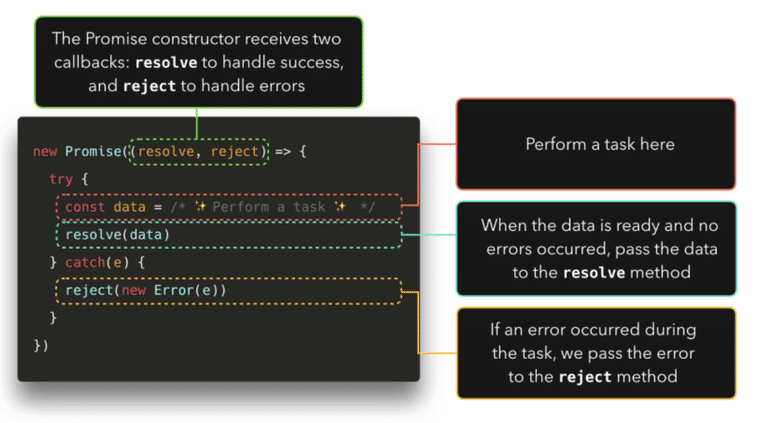 The Promise constructor receives two
callbacks: resolve to handle success,
and reject to handle errors
new Promise((resolve, reject) => {
try {
const data = /* ✨ Perform a task ✨ */
resolve(data)
} catch(e) {
reject(new Error(e))
}
})
Perform a task here
When the data is ready and no
errors occurred, pass the data
to the resolve method
If an error occurred during
the task, we pass the error
to the reject method